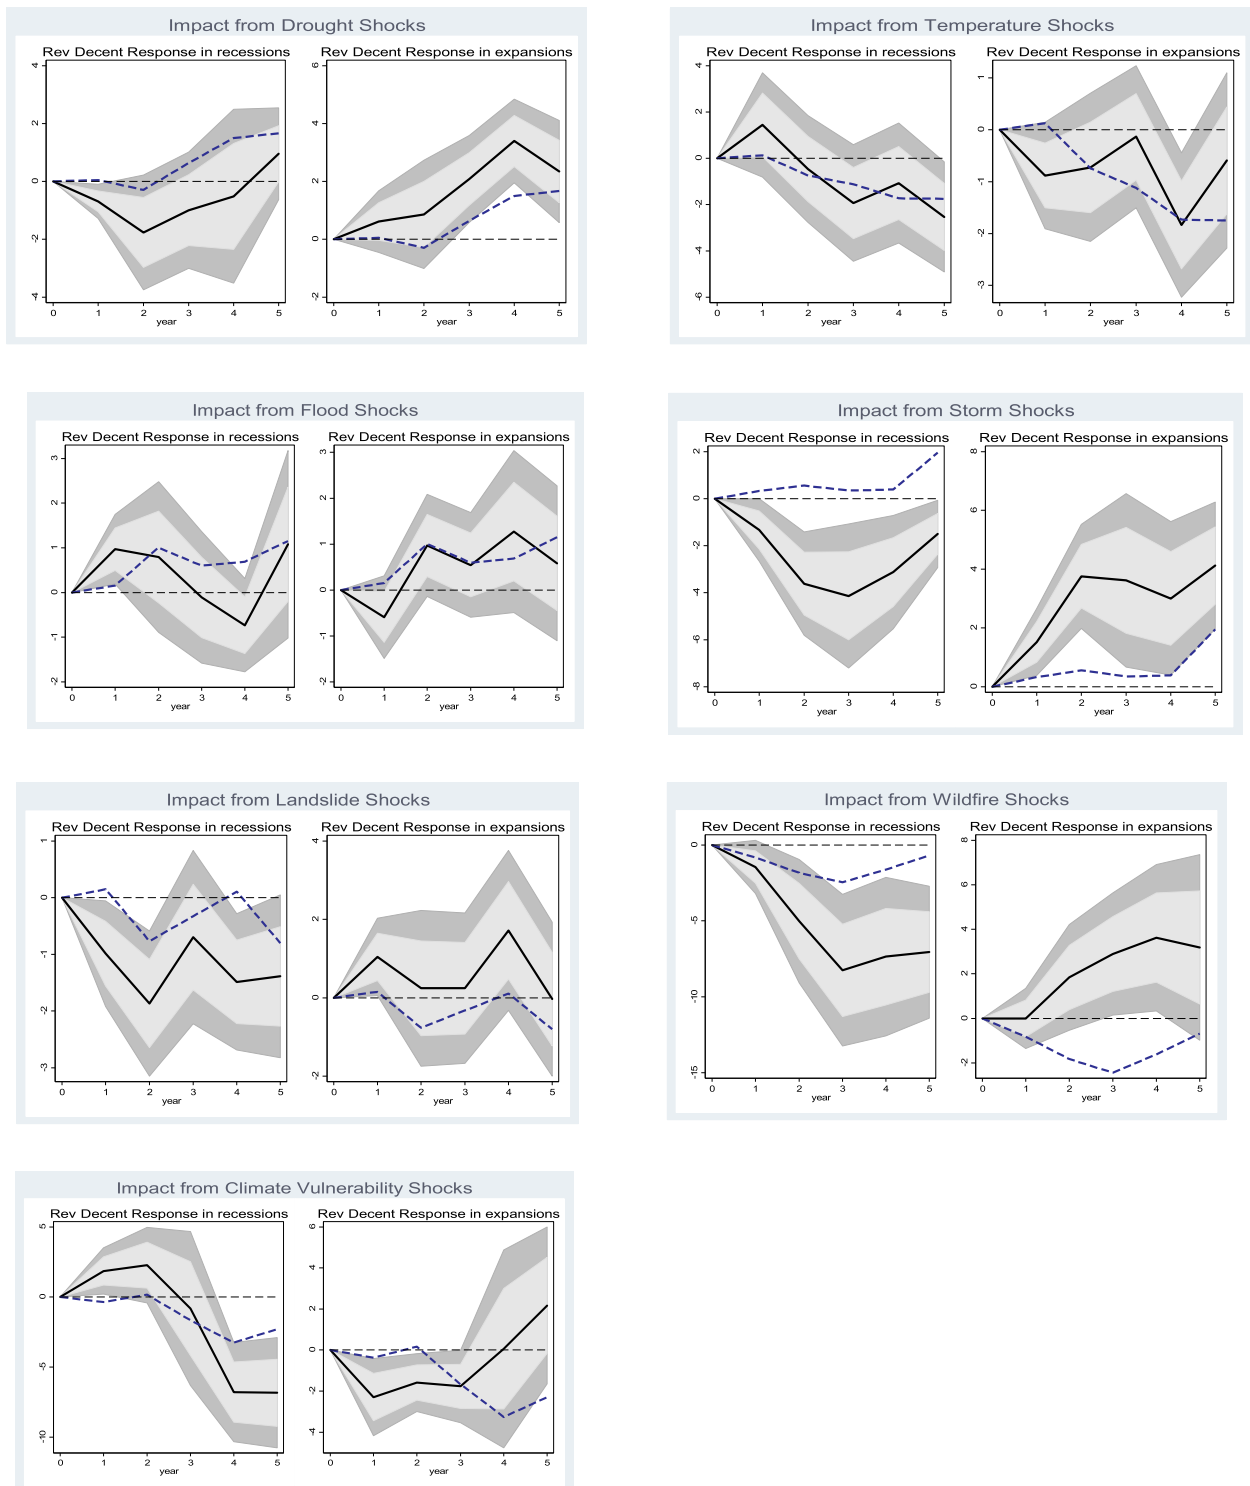 Impact from Drought Shocks
Rev Decent Response in recessions
4
2
0
-2
-4
0 1 2 3 4 5
year
Rev Decent Response in expansions
6
4
2
0
-2
0 1 2 3 4 5
year
Impact from Temperature Shocks
Rev Decent Response in recessions
4
2
0
-2
-4
-6
0 1 2 3 4 5
year
Rev Decent Response in expansions
1
0
-1
-2
-3
0 1 2 3 4 5
year
Impact from Flood Shocks
Rev Decent Response in recessions
3
2
1
0
-1
-2
0 1 2 3 4 5
year
Rev Decent Response in expansions
3
2
1
0
-1
-2
0 1 2 3 4 5
year
Impact from Storm Shocks
Rev Decent Response in recessions
2
0
-2
-4
-6
-8
0 1 2 3 4 5
year
Rev Decent Response in expansions
8
6
4
2
0
0 1 2 3 4 5
year
Impact from Landslide Shocks
Rev Decent Response in recessions
1
0
-1
-2
-3
0 1 2 3 4 5
year
Rev Decent Response in expansions
4
2
0
-2
0 1 2 3 4 5
year
Impact from Wildfire Shocks
Rev Decent Response in recessions
0
-5
-10
-15
0 1 2 3 4 5
year
Rev Decent Response in expansions
8
6
4
2
0
-2
0 1 2 3 4 5
year
Impact from Climate Vulnerability Shocks
Rev Decent Response in recessions
5
0
-5
-10
0 1 2 3 4 5
year
Rev Decent Response in expansions
6
4
2
0
-2
-4
0 1 2 3 4 5
year